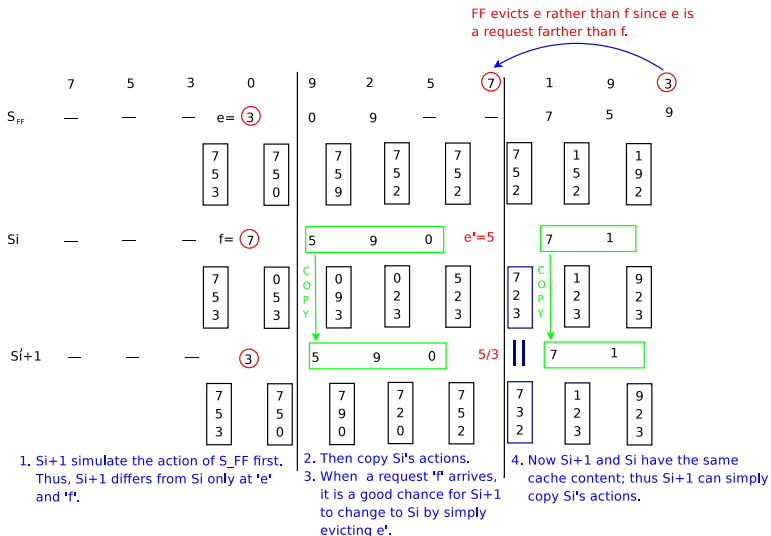 FF evicts e rather than f since e is
a request farther than f.
7 5 3 0 9 2 5 7 1 9 3
S_FF — — — e= 3 0 9 — — 7 5 9
7 7 7 7 7 7 1 1
5 5 5 5 5 5 5 9
3 0 9 2 2 2 2 2
Si — — — f= 7 5 9 0 e'=5 7 1
COPY
COPY
7 0 0 0 5 7 1 9
5 5 9 2 2 2 2 2
3 3 3 3 3 3 3 3
Si'+1 — — — 3 5 9 0 5/3 || 7 1
7 7 7 7 7 7 1 9
5 5 9 2 5 3 2 2
3 0 0 0 2 2 3 3
1. Si+1 simulate the action of S_FF first.
Thus, Si+1 differs from Si only at 'e'
and 'f'.
2. Then copy Si's actions.
3. When a request 'f' arrives,
it is a good chance for Si+1
to change to Si by simply
evicting e'.
4. Now Si+1 and Si have the same
cache content; thus Si+1 can simply
copy Si's actions.